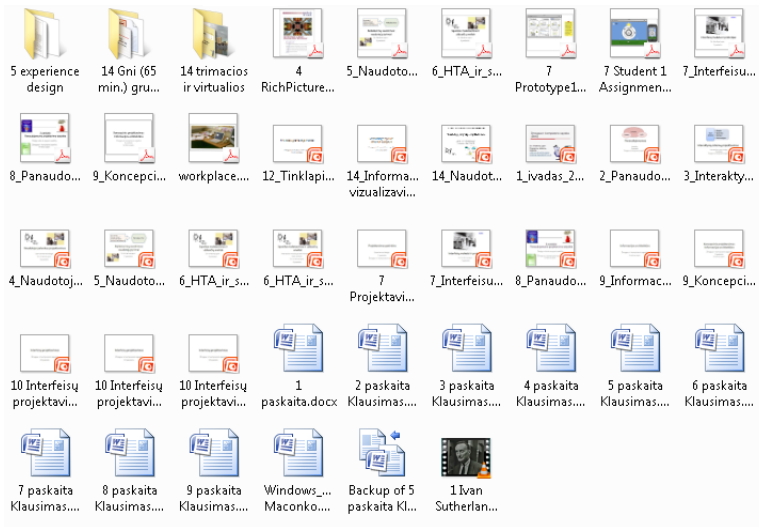 5 experience
design
14 Gni (65
min.) gru...
14 trimacios
ir virtualios
4
RichPicture...
5_Naudoto...
6_HTA_ir_s...
7
Prototype1...
7 Student 1
Assignmen...
7_Interfeisu...
8_Panaudo...
9_Koncepci...
workplace....
12_Tinklapi...
14_Informa...
vizualizavi...
14_Naudot...
1_ivadas_2...
2_Panaudo...
3_Interakty...
4_Naudotoj...
5_Naudoto...
6_HTA_ir_s...
6_HTA_ir_s...
7
Projektavi...
7_Interfeisu...
8_Panaudo...
9_Informac...
9_Koncepci...
10 Interfeisų
projektavi...
10 Interfeisų
projektavi...
10 Interfeisų
projektavi...
1
paskaita.docx
2 paskaita
Klausimas....
3 paskaita
Klausimas....
4 paskaita
Klausimas....
5 paskaita
Klausimas....
6 paskaita
Klausimas....
7 paskaita
Klausimas....
8 paskaita
Klausimas....
9 paskaita
Klausimas....
Windows_...
Maconko....
Backup of 5
paskaita Kl...
1 Ivan
Sutherlan...